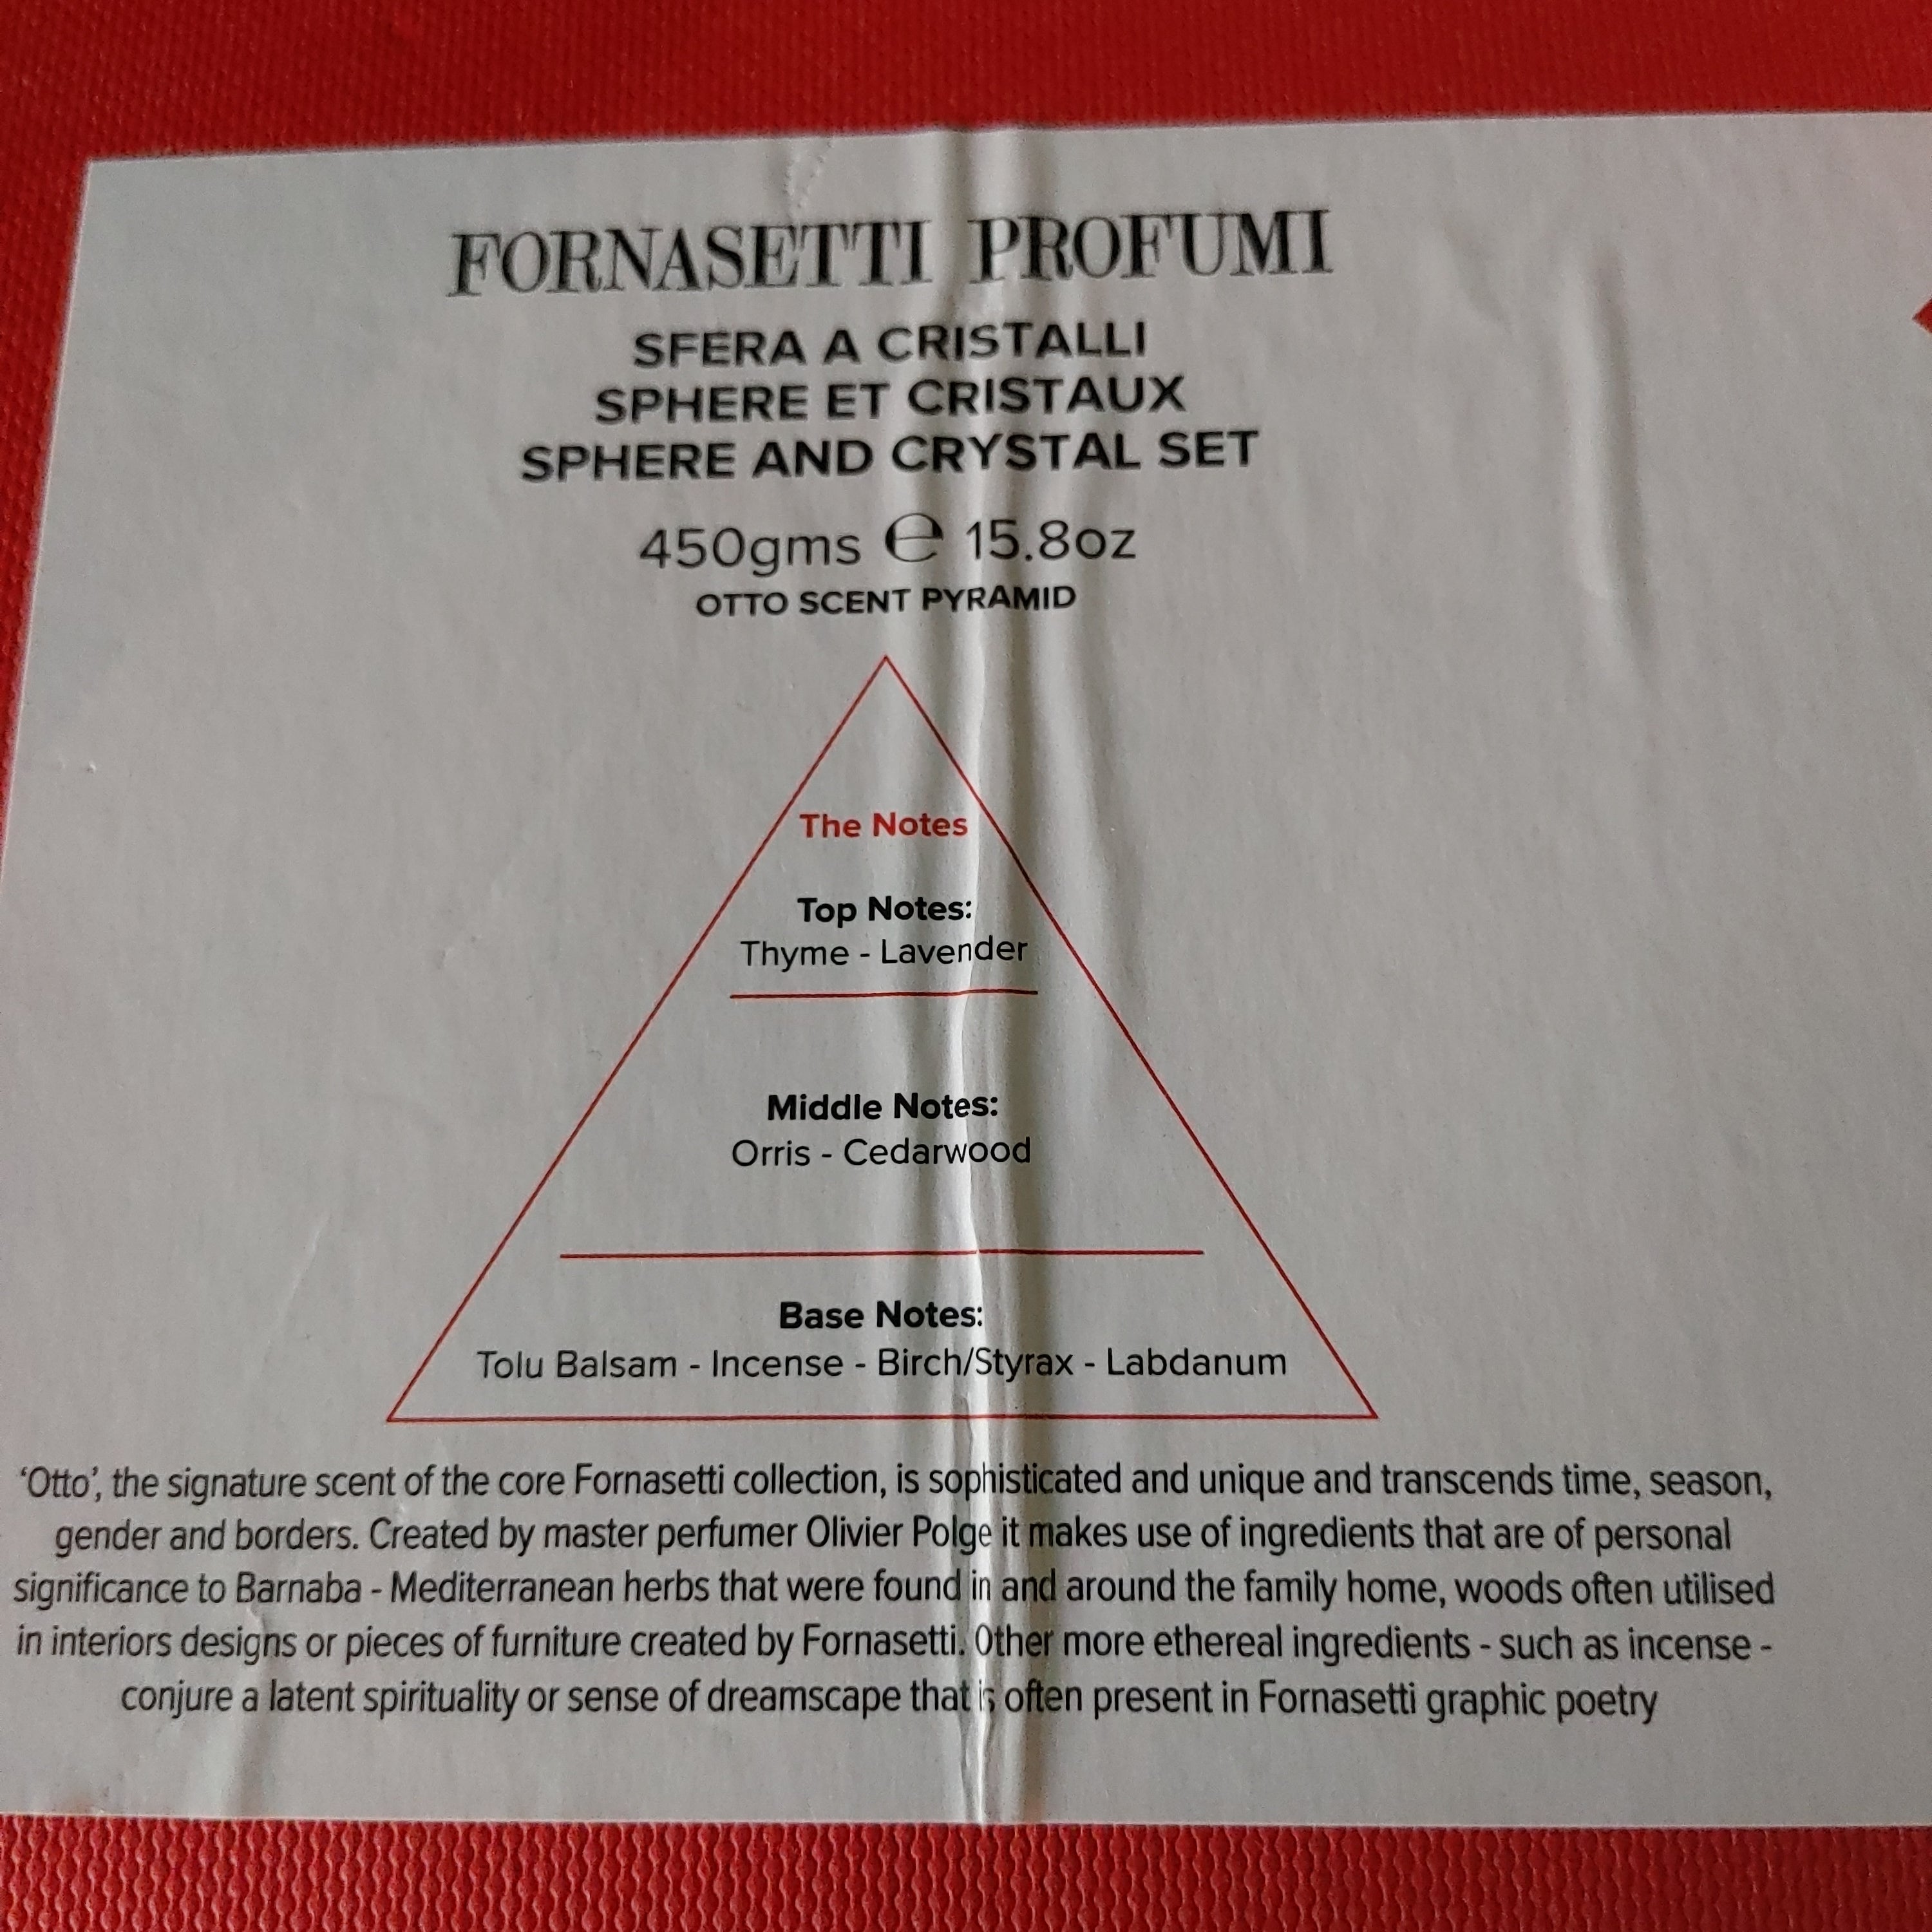 FORNASETTI PROFUMI
SFERA A CRISTALLI
SPHERE ET CRISTAUX
SPHERE AND CRYSTAL SET
450gms ℮ 15.8oz
OTTO SCENT PYRAMID
The Notes
Top Notes:
Thyme - Lavender
Middle Notes:
Orris - Cedarwood
Base Notes:
Tolu Balsam - Incense - Birch/Styrax - Labdanum
‘Otto’, the signature scent of the core Fornasetti collection, is sophisticated and unique and transcends time, season,
gender and borders. Created by master perfumer Olivier Polge it makes use of ingredients that are of personal
significance to Barnaba - Mediterranean herbs that were found in and around the family home, woods often utilised
in interiors designs or pieces of furniture created by Fornasetti. Other more ethereal ingredients - such as incense -
conjure a latent spirituality or sense of dreamscape that is often present in Fornasetti graphic poetry